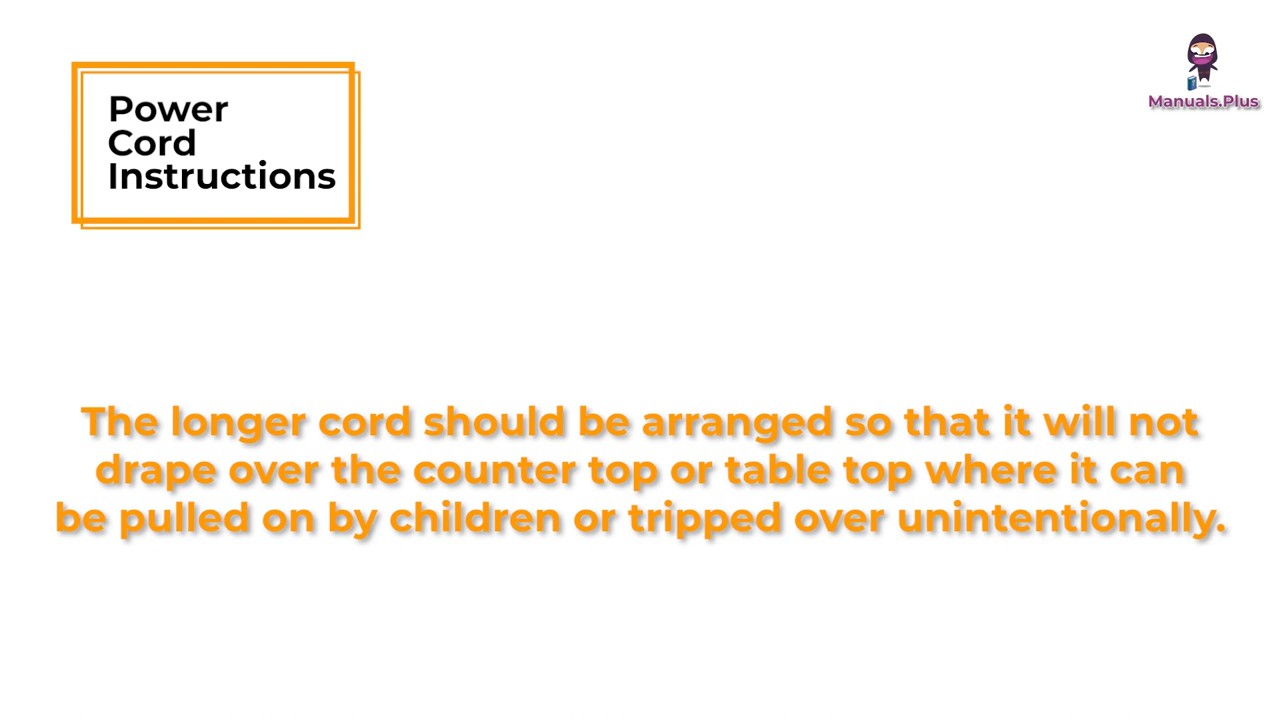 Power
Cord
Instructions
Manuals.Plus
The longer cord should be arranged so that it will not
drape over the counter top or table top where it can
be pulled on by children or tripped over unintentionally.